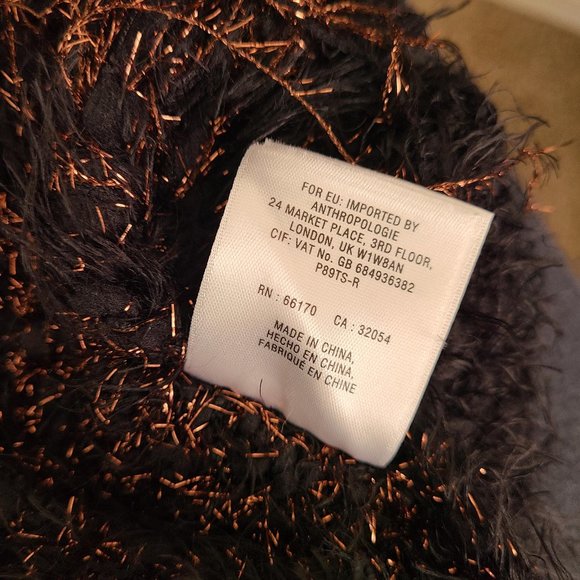 FOR EU: IMPORTED BY
ANTHROPOLOGIE
24 MARKET PLACE, 3RD FLOOR,
LONDON, UK W1W8AN
CIF: VAT No. GB 684936382
P89TS-R
RN : 66170 CA : 32054
MADE IN CHINA,
HECHO EN CHINA,
FABRIQUÉ EN CHINE